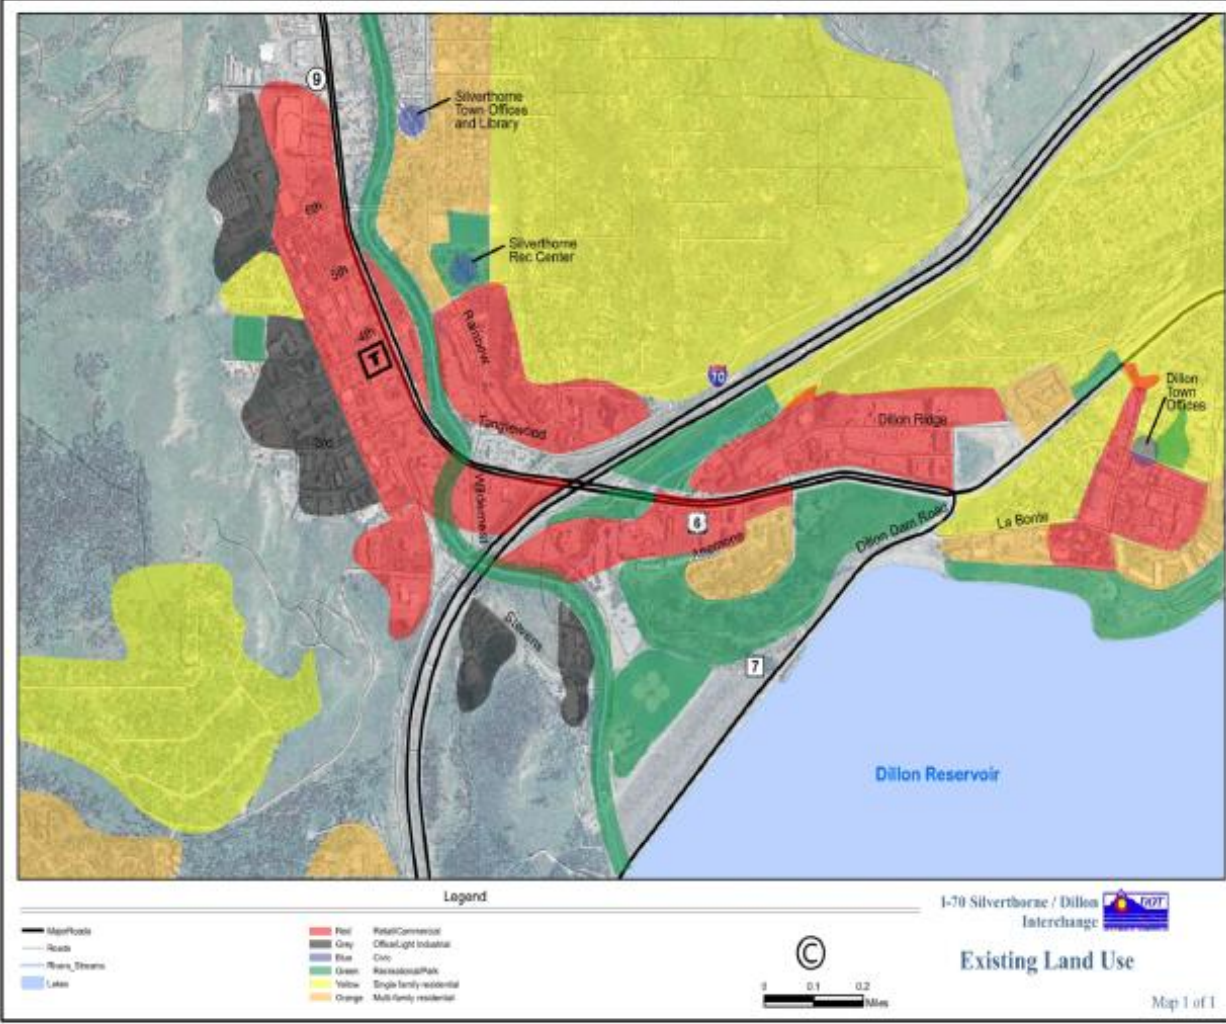 9
Silverthorne
Town Offices
and Library
6th
Silverthorne
Rec Center
5th
Rainbow
4th
T
70
Dillon
Town
Offices
Dillon Ridge
Tanglewood
3rd
Wildernest
6
La Bonte
Dillon Dam Road
Anemone
Stevens
7
Dillon Reservoir
Legend
MajorRoads
Roads
Rivers_Streams
Lakes
Red Retail/Commercial
Grey Office/Light Industrial
Blue Civic
Green Recreational/Park
Yellow Single family residential
Orange Multi-family residential
©
0 0.1 0.2
Miles
I-70 Silverthorne / Dillon
Interchange
DOT
Existing Land Use
Map 1 of 1